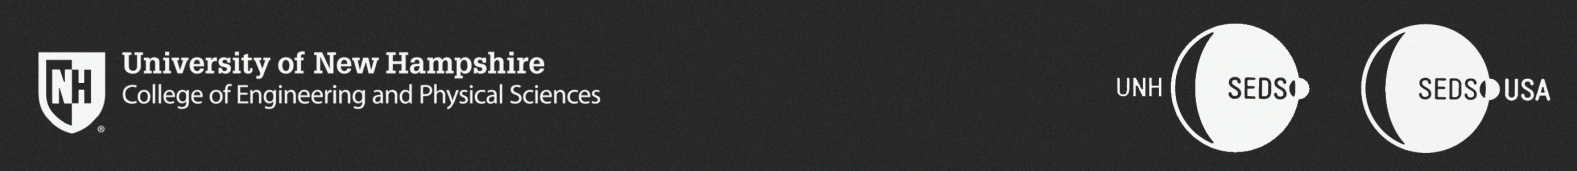 NH
University of New Hampshire
College of Engineering and Physical Sciences
®
UNH SEDS
SEDS USA